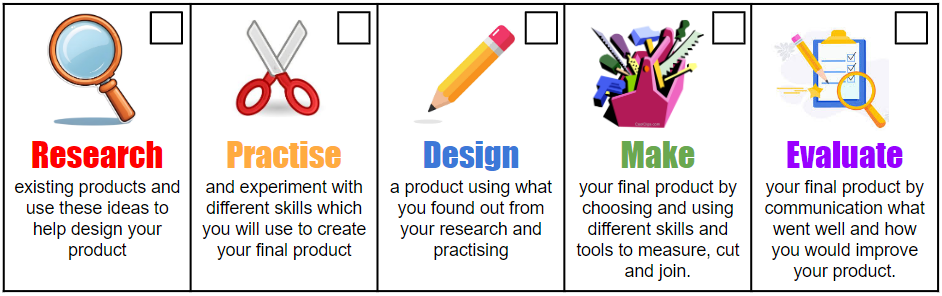 Research
existing products and
use these ideas to
help design your
product
Practise
and experiment with
different skills which
you will use to create
your final product
Design
a product using what
you found out from
your research and
practising
Make
your final product by
choosing and using
different skills and
tools to measure, cut
and join.
Evaluate
your final product by
communication what
went well and how
you would improve
your product.